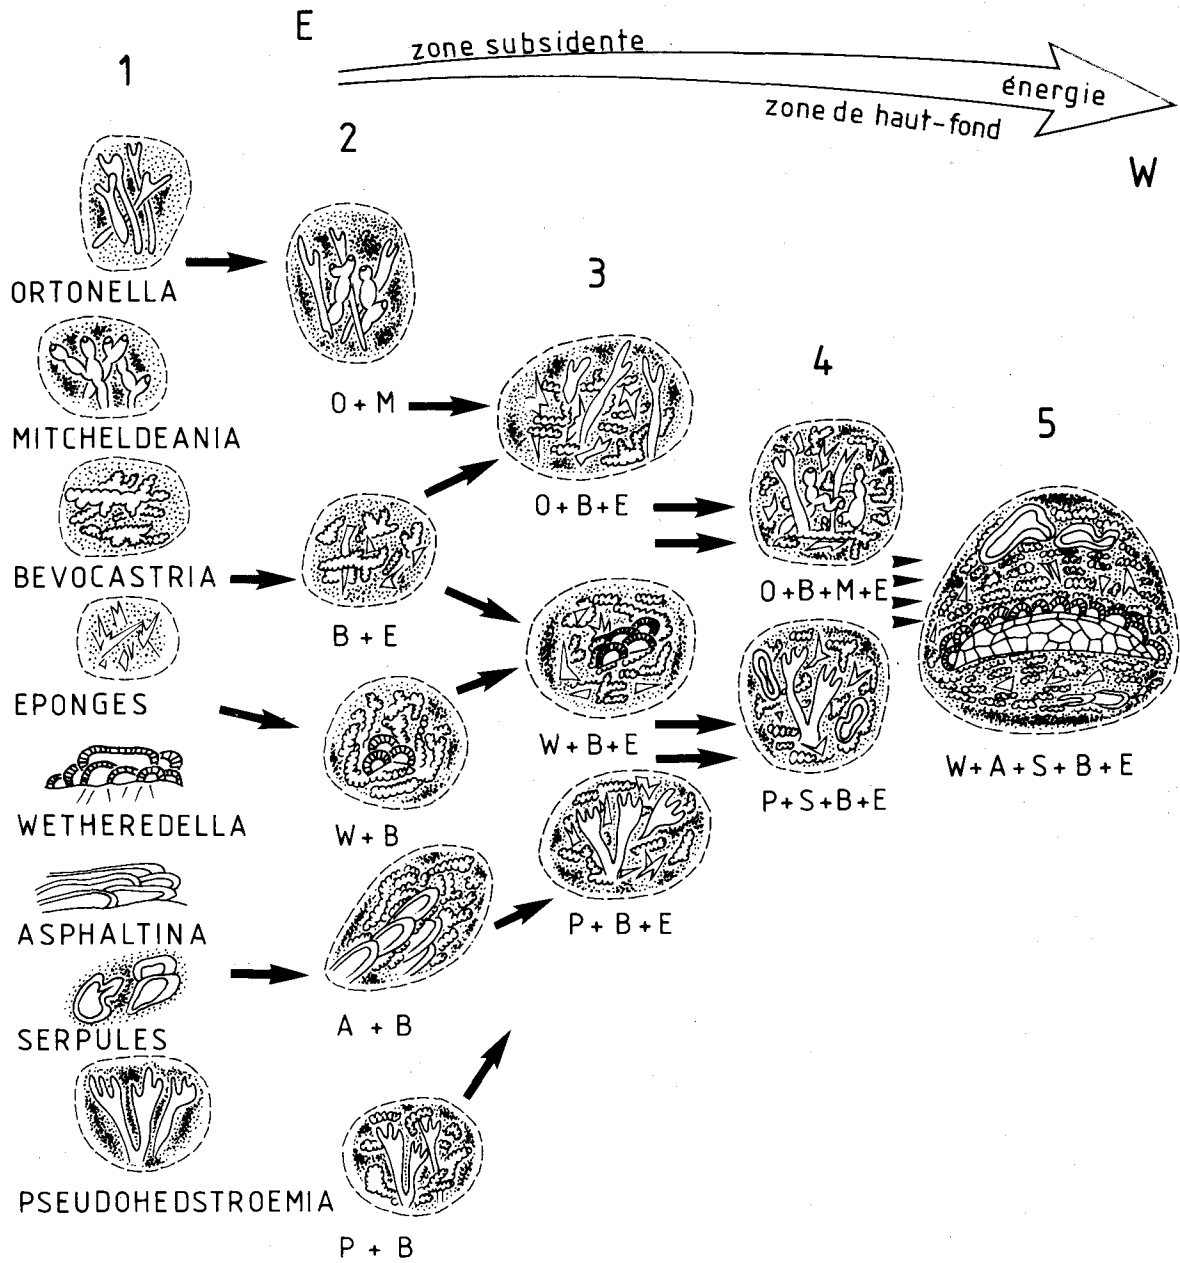 E
zone subsidente
énergie
zone de haut-fond
W
1
2
3
4
5
ORTONELLA
MITCHELDEANIA
BEVOCASTRIA
EPONGES
WETHEREDELLA
ASPHALTINA
SERPULES
PSEUDOHEDSTROEMIA
O + M
B + E
W + B
A + B
P + B
O + B + E
W + B + E
P + B + E
O + B + M + E
P + S + B + E
W + A + S + B + E